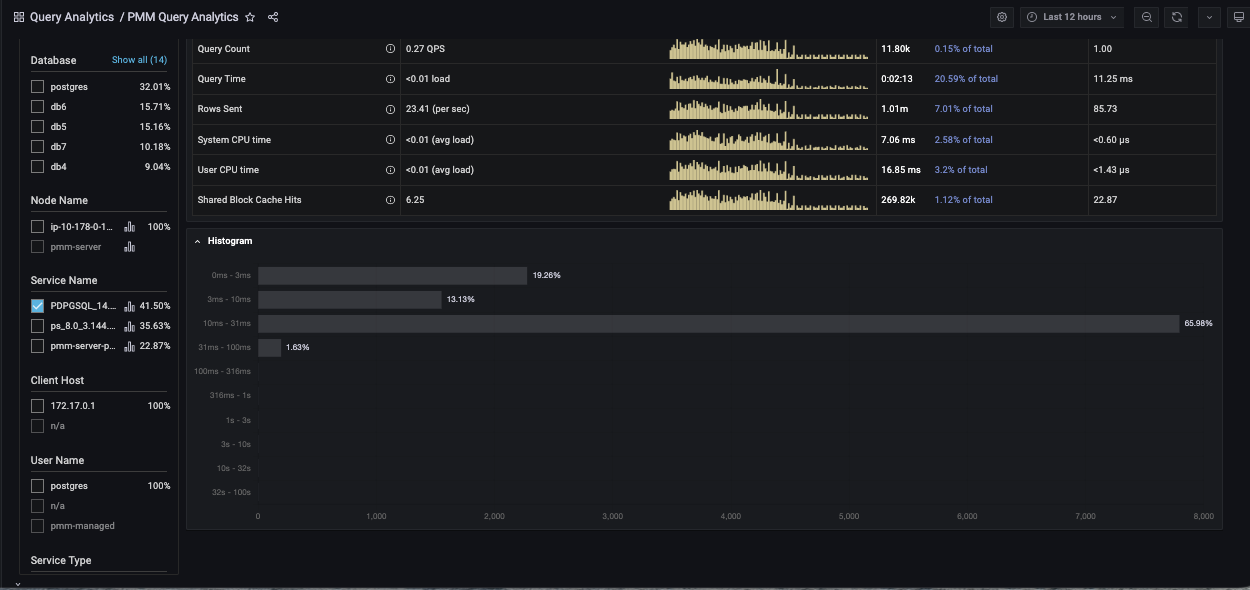 Query Analytics / PMM Query Analytics
Last 12 hours
Database Show all (14)
postgres 32.01%
db6 15.71%
db5 15.16%
db7 10.18%
db4 9.04%
Node Name
ip-10-178-0-1... 100%
pmm-server
Service Name
PDPGSQL_14.... 41.50%
ps_8.0_3.144.... 35.63%
pmm-server-p... 22.87%
Client Host
172.17.0.1 100%
n/a
User Name
postgres 100%
n/a
pmm-managed
Service Type
Query Count 0.27 QPS 11.80k 0.15% of total 1.00
Query Time <0.01 load 0:02:13 20.59% of total 11.25 ms
Rows Sent 23.41 (per sec) 1.01m 7.01% of total 85.73
System CPU time <0.01 (avg load) 7.06 ms 2.58% of total <0.60 µs
User CPU time <0.01 (avg load) 16.85 ms 3.2% of total <1.43 µs
Shared Block Cache Hits 6.25 269.82k 1.12% of total 22.87
Histogram
0ms - 3ms 19.26%
3ms - 10ms 13.13%
10ms - 31ms 65.98%
31ms - 100ms 1.63%
100ms - 316ms
316ms - 1s
1s - 3s
3s - 10s
10s - 32s
32s - 100s
0 1,000 2,000 3,000 4,000 5,000 6,000 7,000 8,000